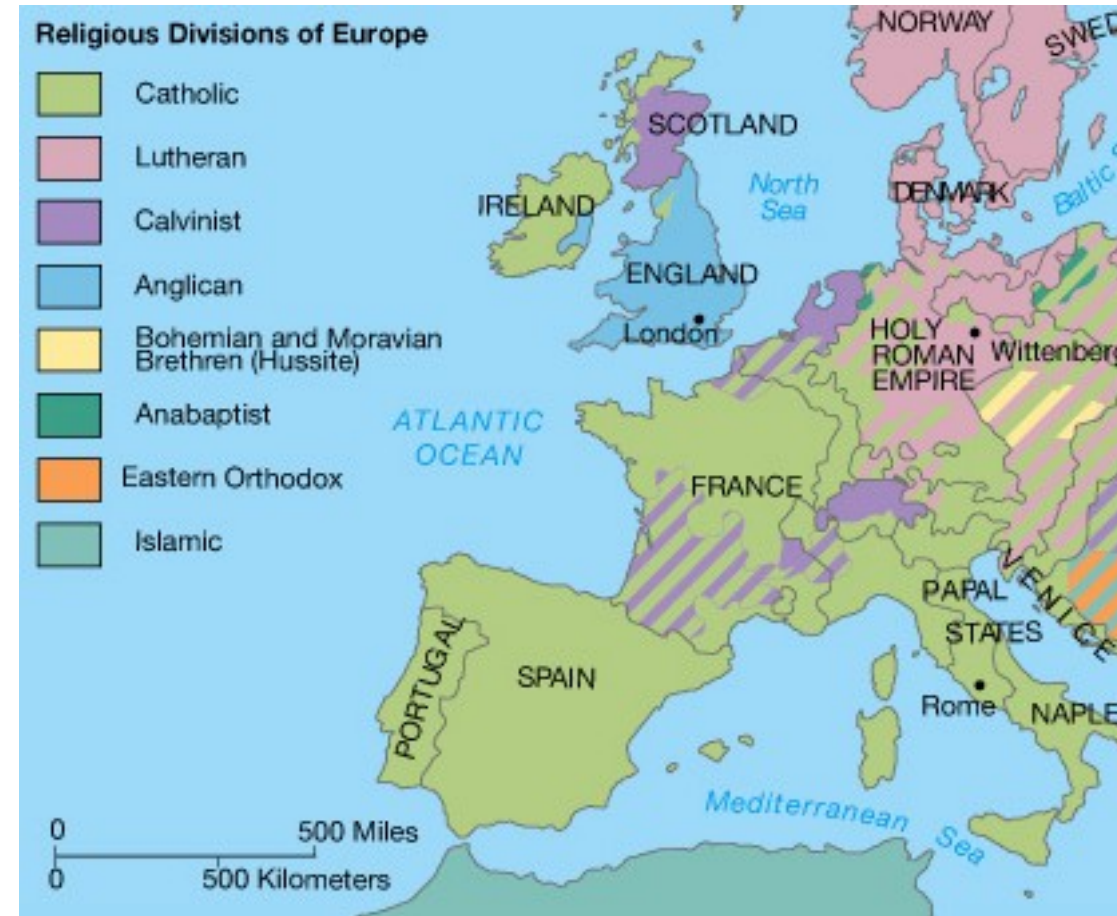 Religious Divisions of Europe
Catholic
Lutheran
Calvinist
Anglican
Bohemian and Moravian
Brethren (Hussite)
Anabaptist
Eastern Orthodox
Islamic
NORWAY
SWED
SCOTLAND
North
Sea
DENMARK
Baltic
IRELAND
ENGLAND
London
HOLY
ROMAN
EMPIRE
Wittenberg
ATLANTIC
OCEAN
FRANCE
VENICE
PAPAL
STATES
PORTUGAL
SPAIN
Rome
NAPLE
Mediterranean Sea
0 500 Miles
0 500 Kilometers